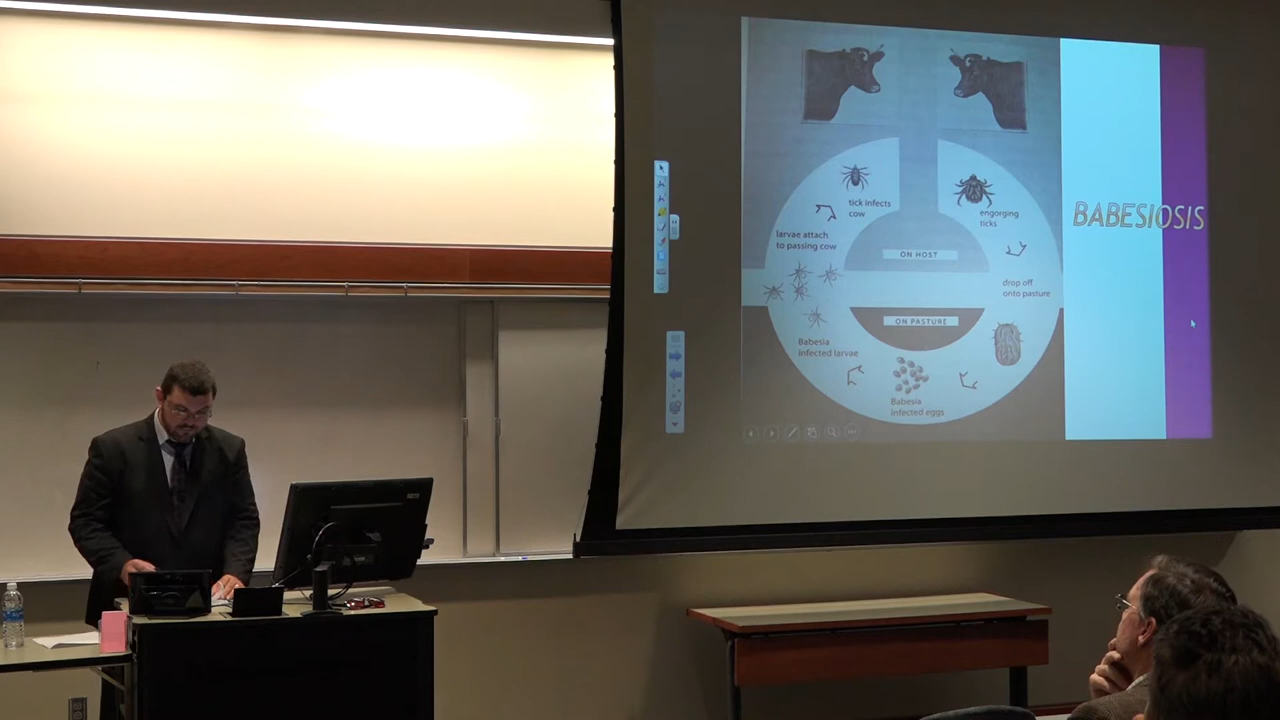 tick infects
cow
engorging
ticks
BABESIOSIS
larvae attach
to passing cow
ON HOST
drop off
onto pasture
ON PASTURE
Babesia
infected larvae
Babesia
infected eggs